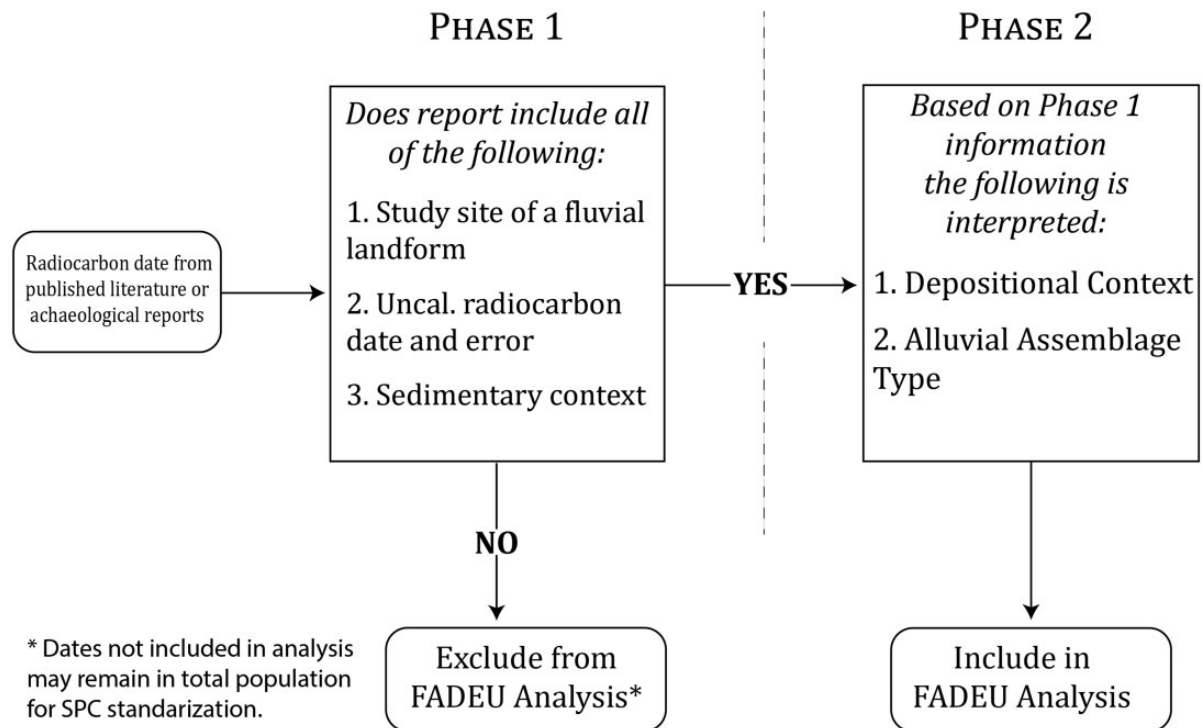 PHASE 1
PHASE 2
Radiocarbon date from
published literature or
achaeological reports
Does report include all
of the following:
1. Study site of a fluvial
landform
2. Uncal. radiocarbon
date and error
3. Sedimentary context
YES
Based on Phase 1
information
the following is
interpreted:
1. Depositional Context
2. Alluvial Assemblage
Type
NO
* Dates not included in analysis
may remain in total population
for SPC standarization.
Exclude from
FADEU Analysis*
Include in
FADEU Analysis